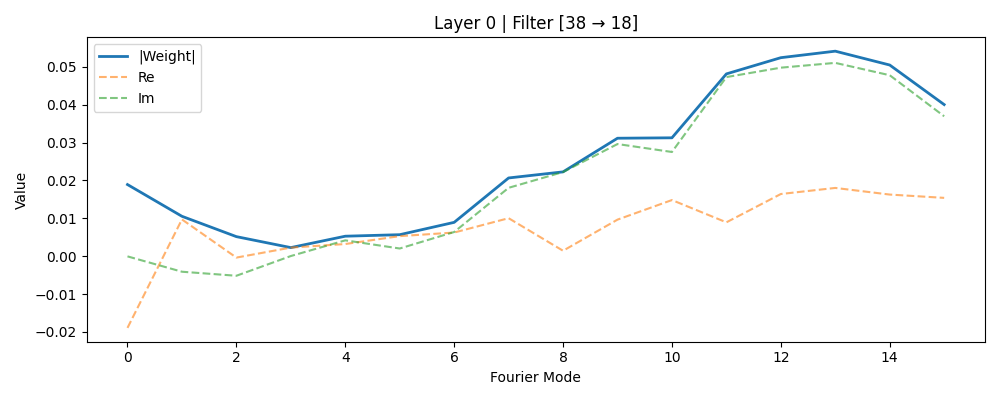 Layer 0 | Filter [38 → 18]
|Weight|
Re
Im
0.05
0.04
0.03
0.02
0.01
0.00
−0.01
−0.02
Value
0 2 4 6 8 10 12 14
Fourier Mode